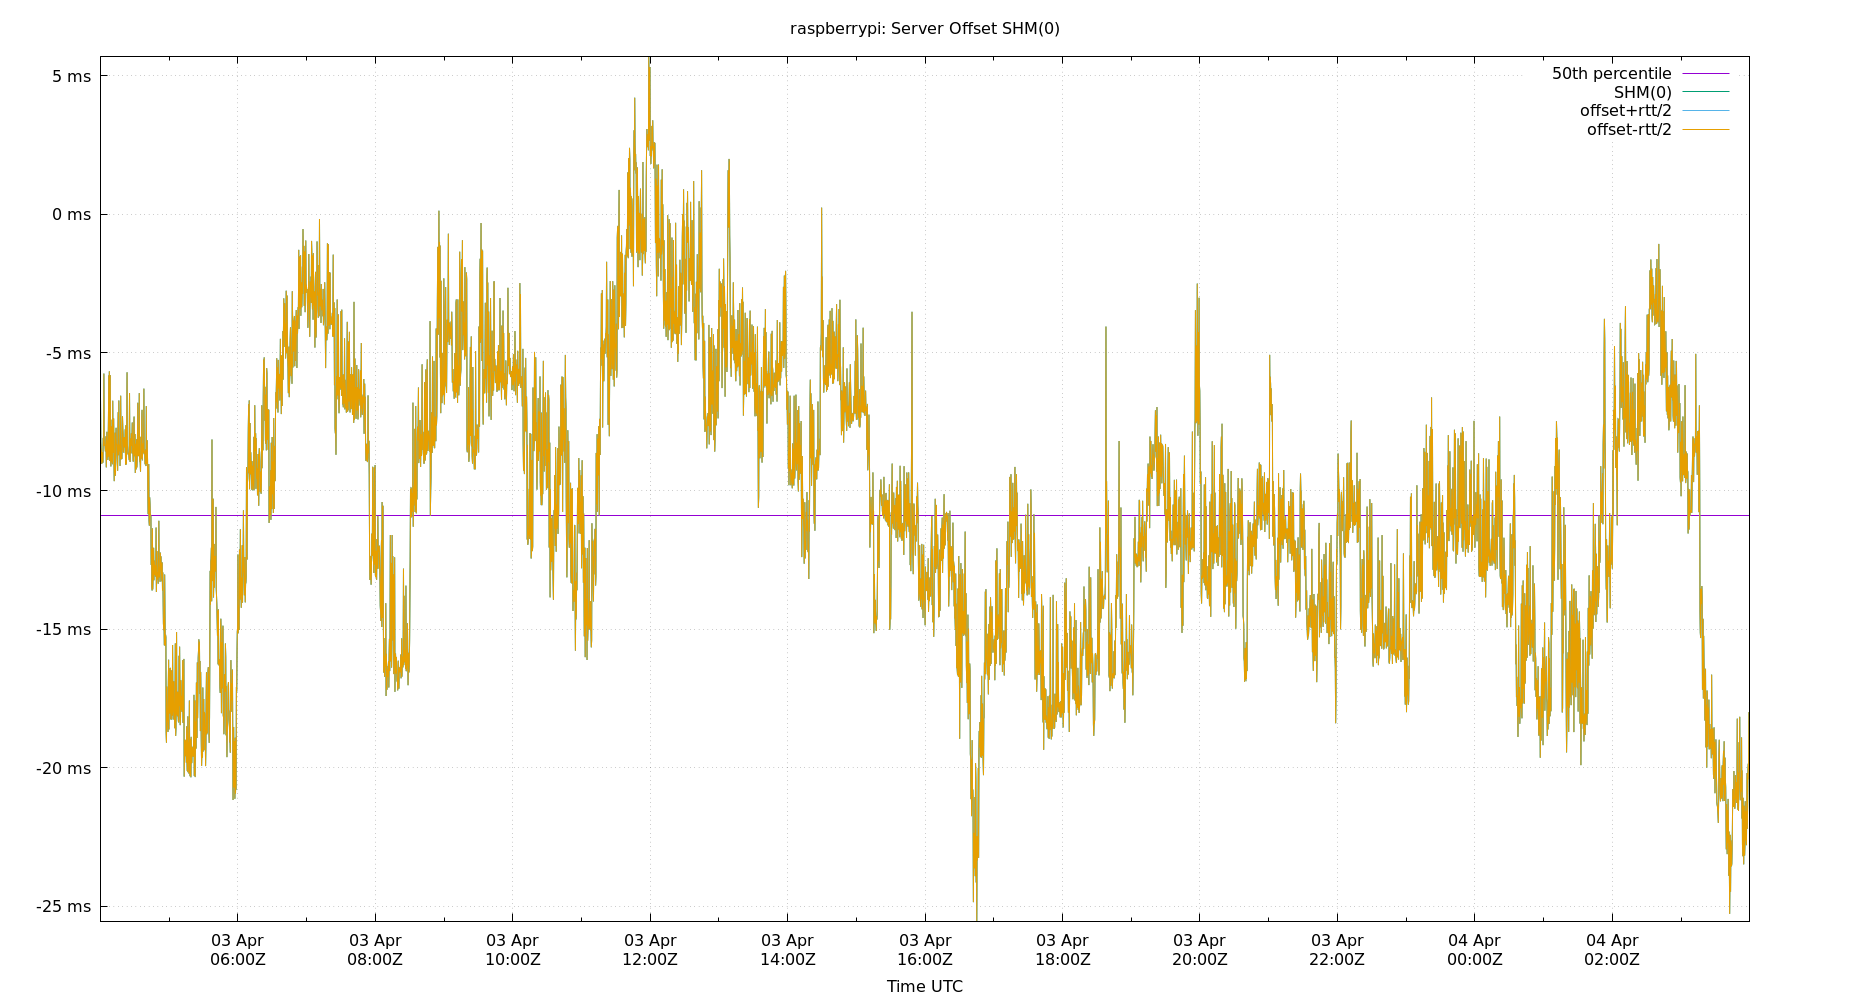 raspberrypi: Server Offset SHM(0)
50th percentile
SHM(0)
offset+rtt/2
offset-rtt/2
5 ms
0 ms
-5 ms
-10 ms
-15 ms
-20 ms
-25 ms
03 Apr 03 Apr 03 Apr 03 Apr 03 Apr 03 Apr 03 Apr 03 Apr 03 Apr 04 Apr 04 Apr
06:00Z 08:00Z 10:00Z 12:00Z 14:00Z 16:00Z 18:00Z 20:00Z 22:00Z 00:00Z 02:00Z
Time UTC